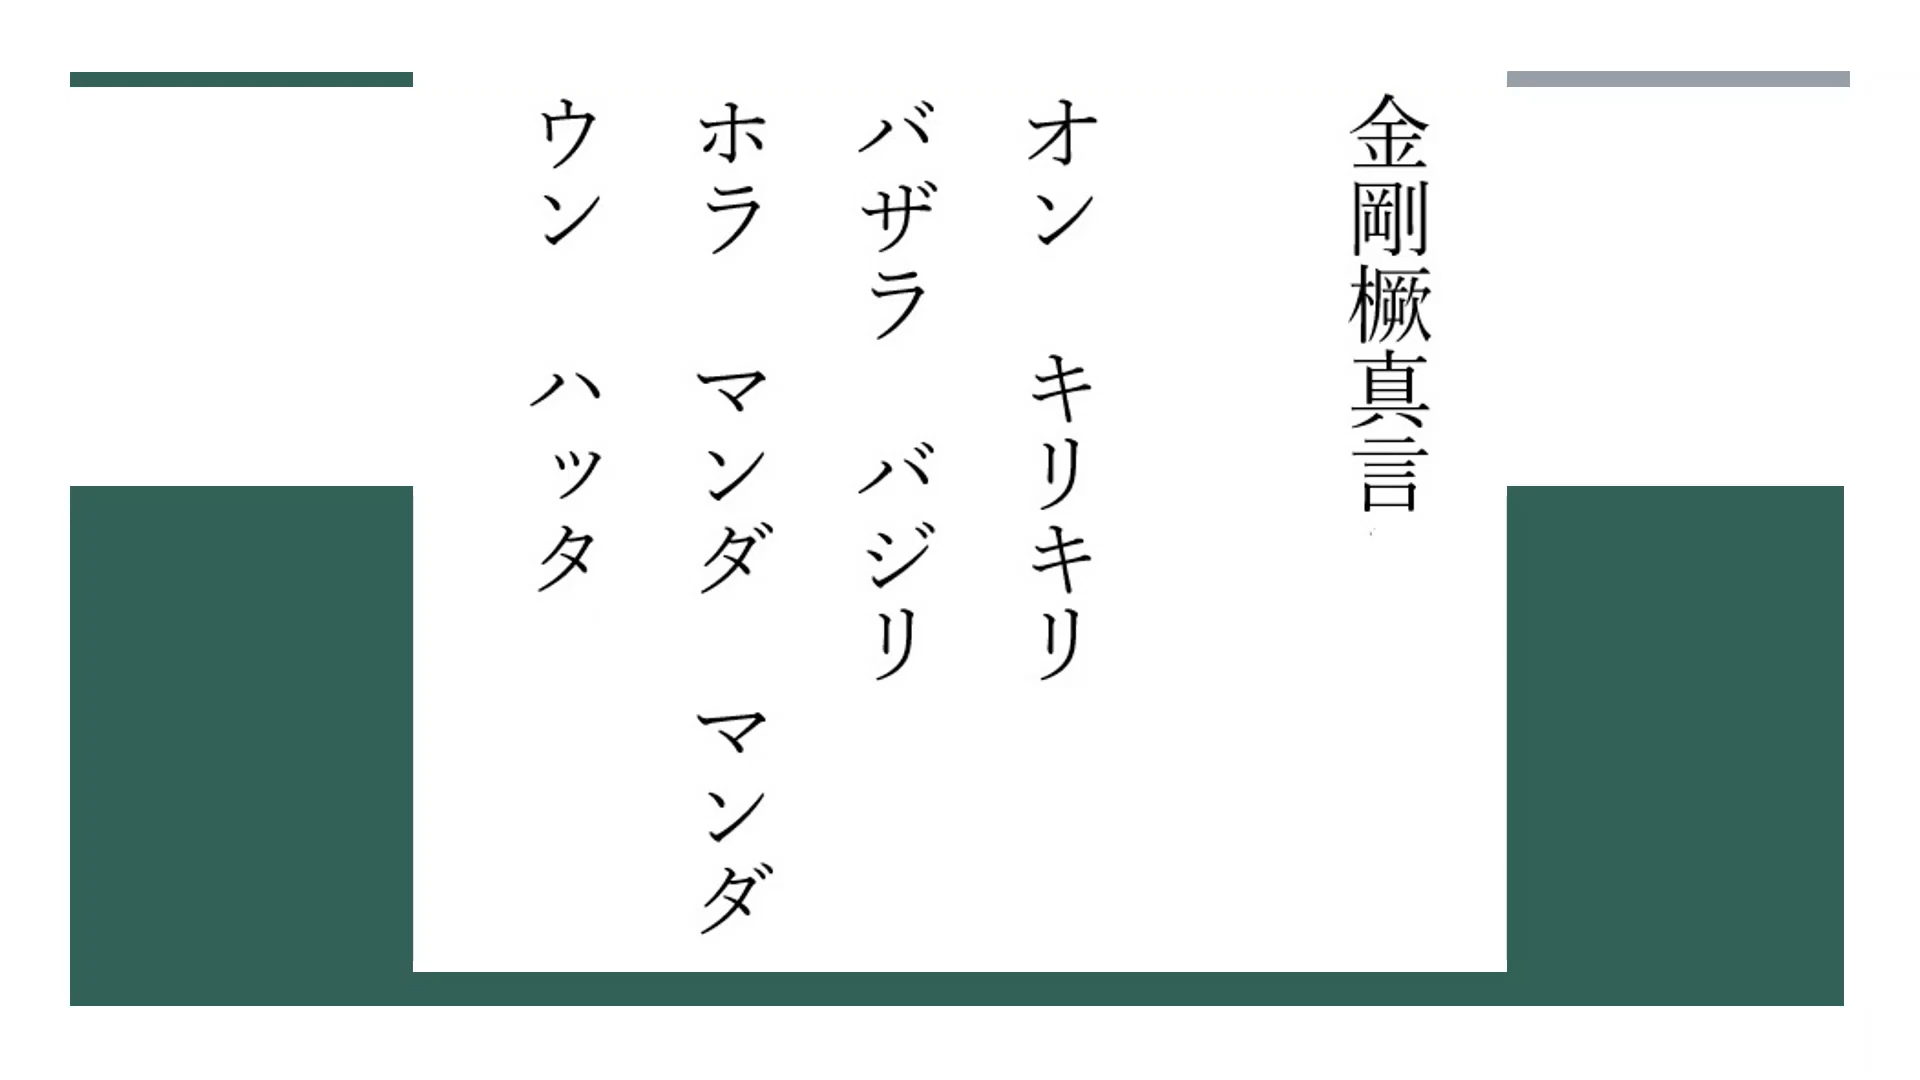 金剛橛真言
オン　キリキリ
バザラ　バジリ
ホラ　マンダ　マンダ
ウン　ハッタ